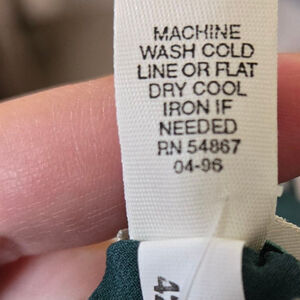 MACHINE
WASH COLD
LINE OR FLAT
DRY COOL
IRON IF
NEEDED
RN 54867
04-96